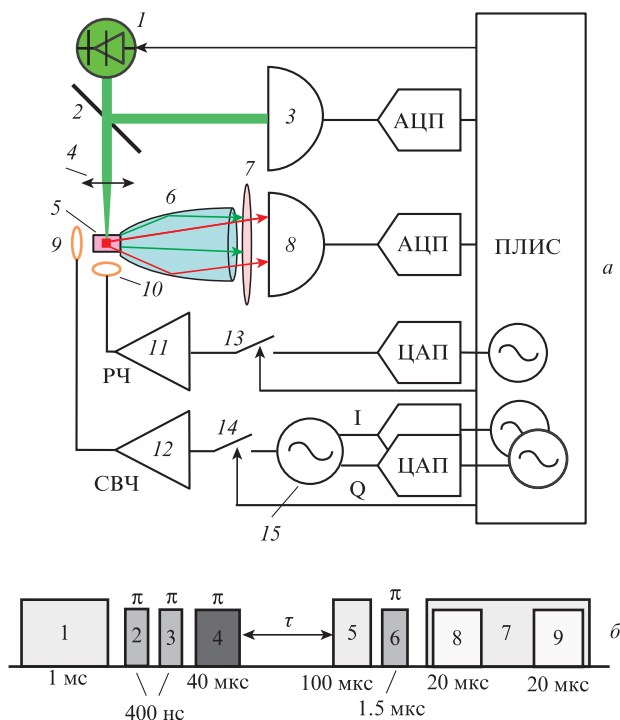 1
2
3
АЦП
4
5
6
7
8
АЦП
ПЛИС
а
9
10
11
13
ЦАП
РЧ
12
14
I
ЦАП
СВЧ
Q
15
π π π π
1 2 3 4 τ 5 6 8 7 9 б
1 мс 40 мкс 100 мкс 20 мкс 20 мкс
400 нс 1.5 мкс